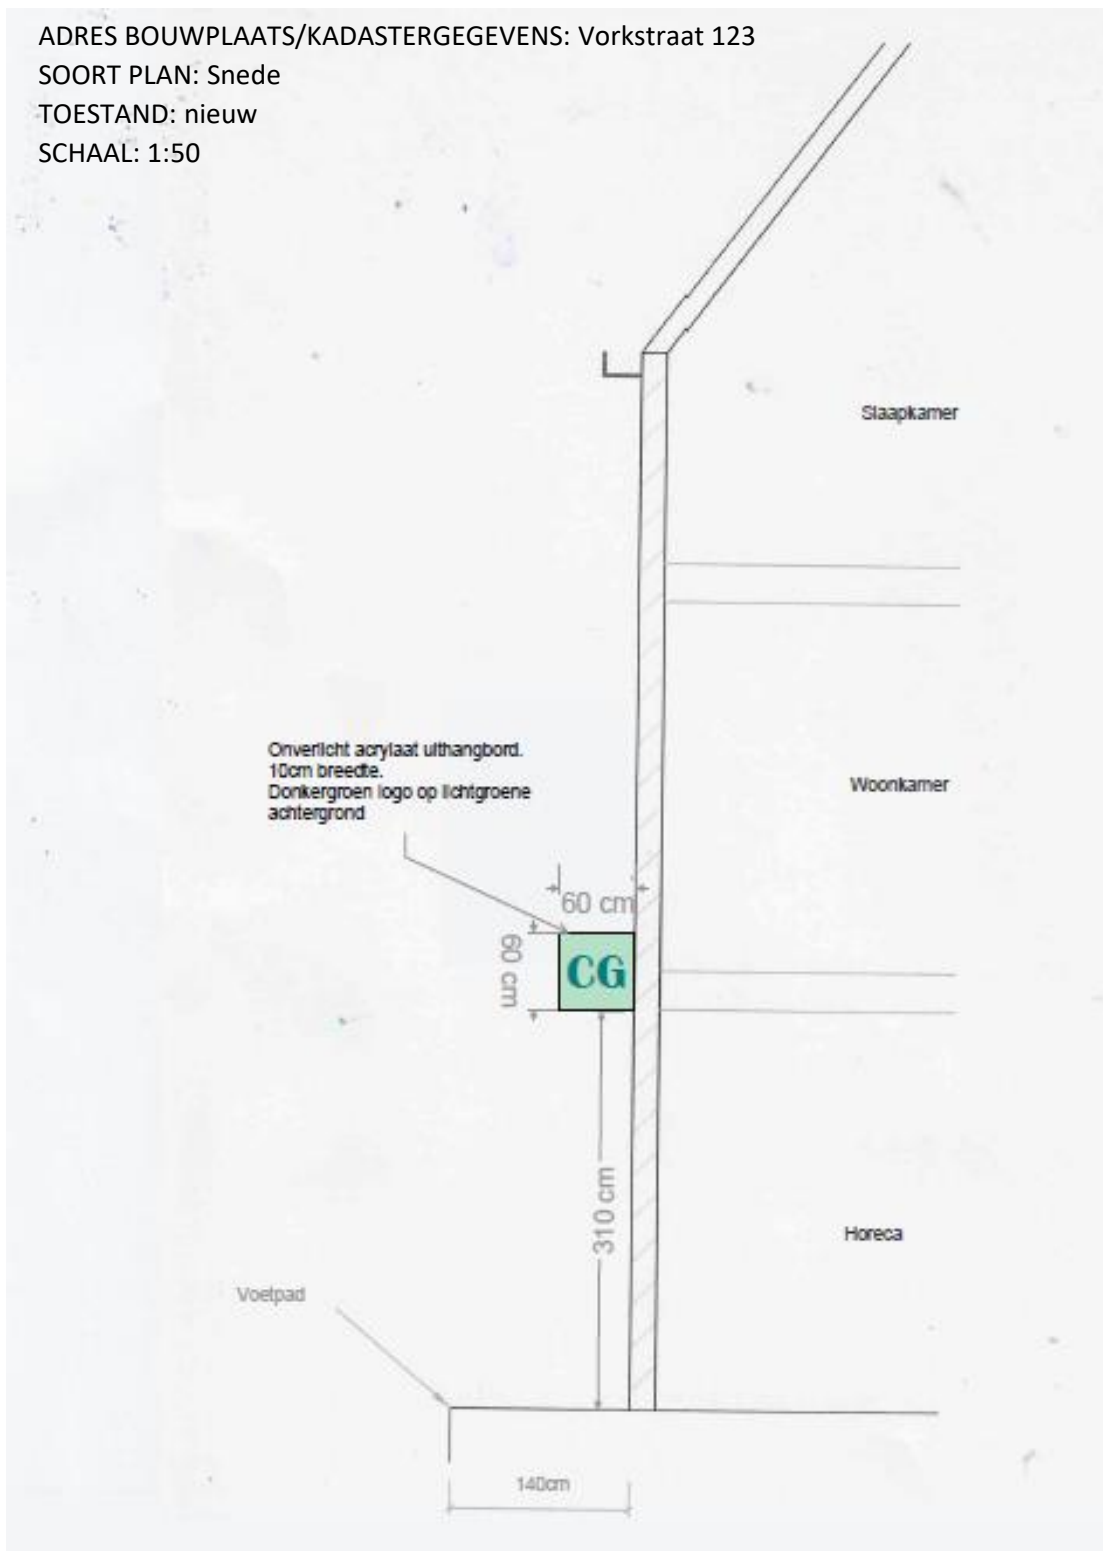 ADRES BOUWPLAATS/KADASTERGEGEVENS: Vorkstraat 123
SOORT PLAN: Snede
TOESTAND: nieuw
SCHAAL: 1:50
Slaapkamer
Onverlicht acrylaat uithangbord.
10cm breedte.
Donkergroen logo op lichtgroene
achtergrond
Woonkamer
60 cm
60 cm
CG
310 cm
Horeca
Voetpad
140cm